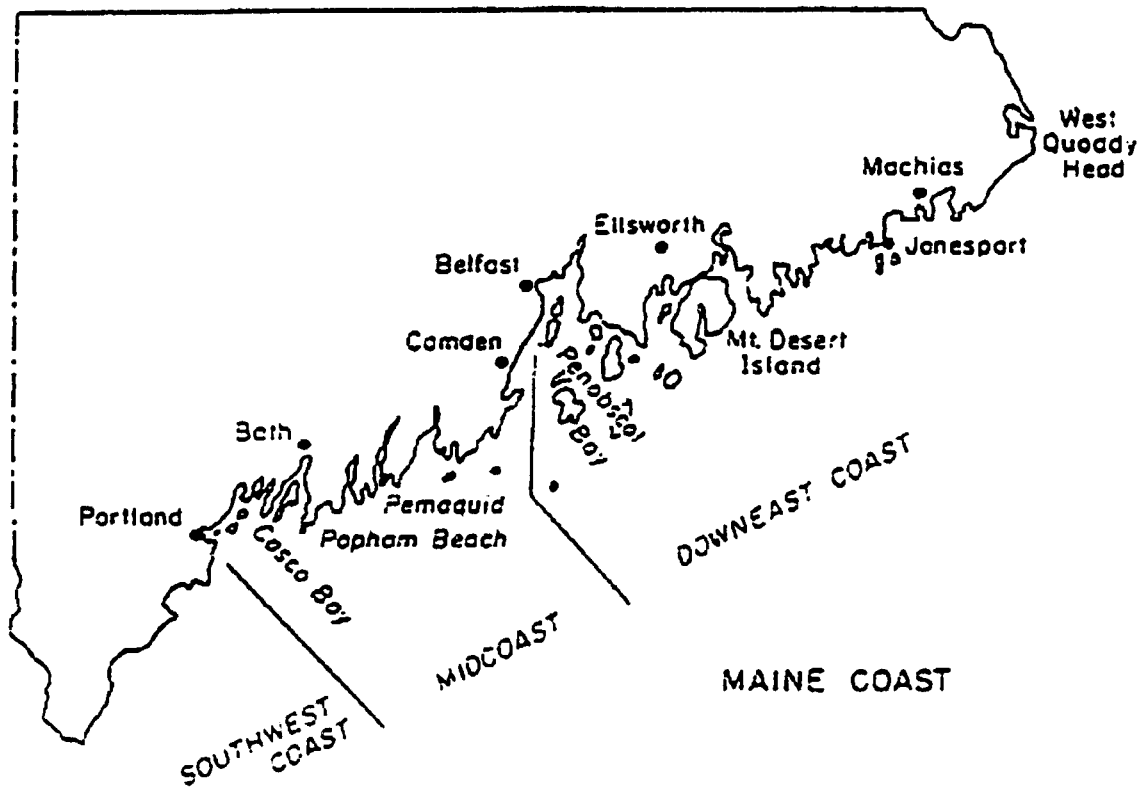 West
Quoddy
Head
Machias
Ellsworth
Jonesport
Belfast
Camden
Mt. Desert
Island
Penobscot
Bay
Bath
Pemaquid
Portland
Popham Beach
Casco Bay
DOWNEAST COAST
MIDCOAST
MAINE COAST
SOUTHWEST
COAST